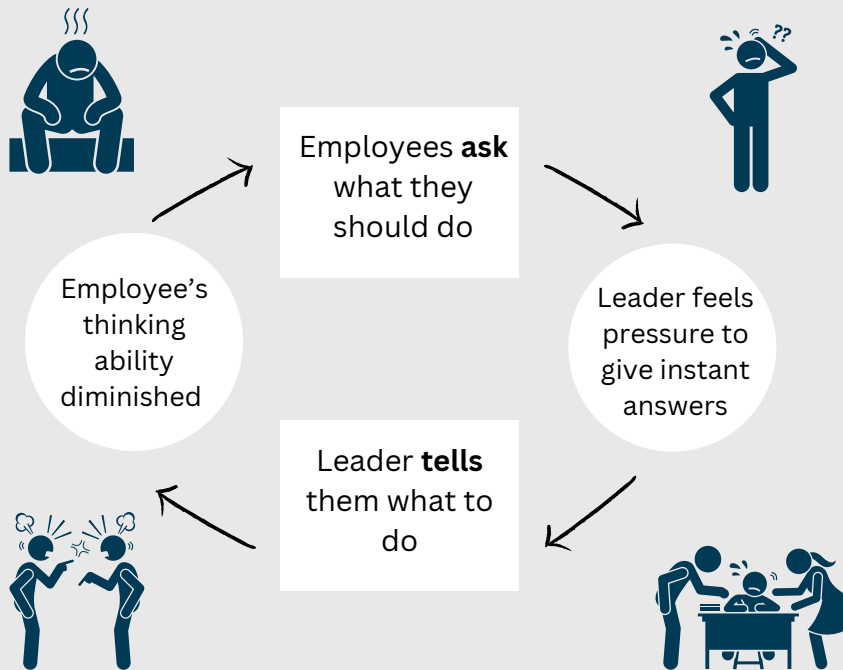 ??
Employees ask
what they
should do
Leader feels
pressure to
give instant
answers
Leader tells
them what to
do
Employee’s
thinking
ability
diminished